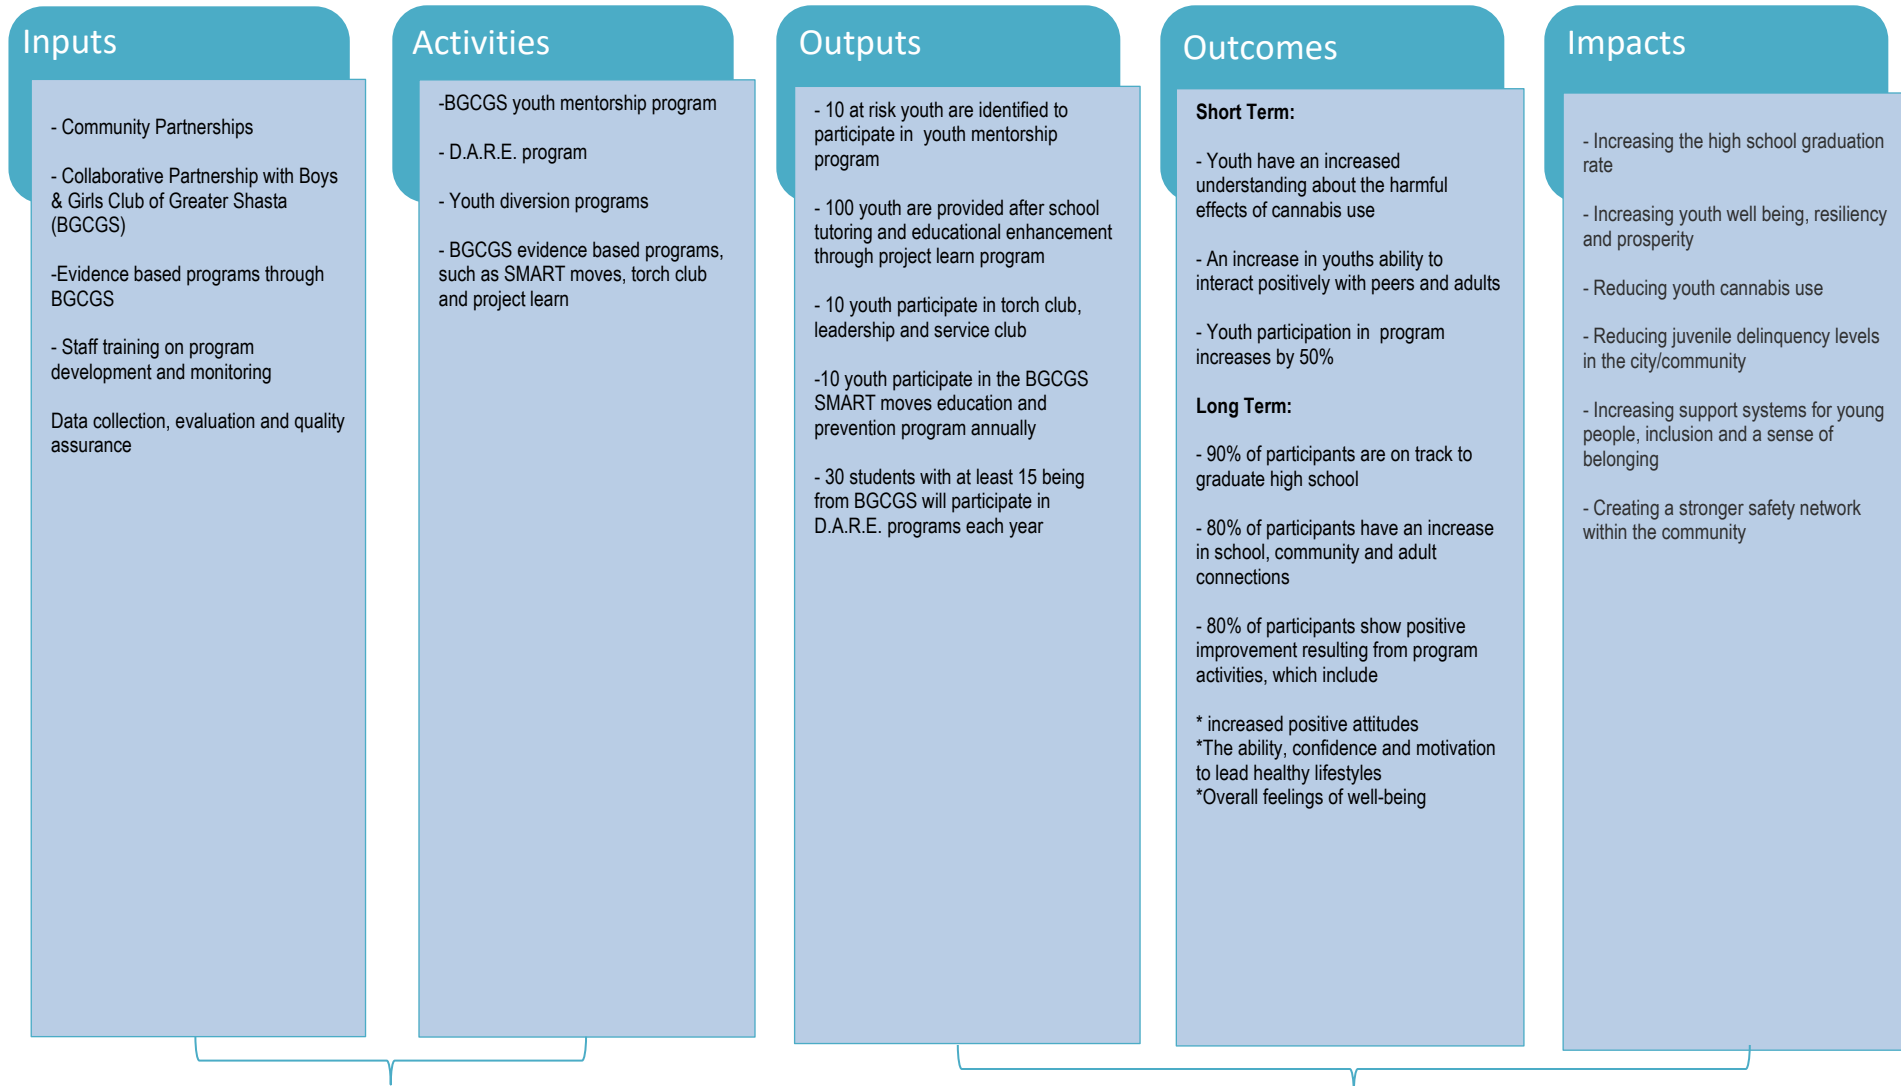 Inputs
- Community Partnerships
- Collaborative Partnership with Boys
& Girls Club of Greater Shasta
(BGCGS)
-Evidence based programs through
BGCGS
- Staff training on program
development and monitoring
Data collection, evaluation and quality
assurance
Activities
-BGCGS youth mentorship program
- D.A.R.E. program
- Youth diversion programs
- BGCGS evidence based programs,
such as SMART moves, torch club
and project learn
Outputs
- 10 at risk youth are identified to
participate in  youth mentorship
program
- 100 youth are provided after school
tutoring and educational enhancement
through project learn program
- 10 youth participate in torch club,
leadership and service club
-10 youth participate in the BGCGS
SMART moves education and
prevention program annually
- 30 students with at least 15 being
from BGCGS will participate in
D.A.R.E. programs each year
Outcomes
Short Term:
- Youth have an increased
understanding about the harmful
effects of cannabis use
- An increase in youths ability to
interact positively with peers and adults
- Youth participation in  program
increases by 50%
Long Term:
- 90% of participants are on track to
graduate high school
- 80% of participants have an increase
in school, community and adult
connections
- 80% of participants show positive
improvement resulting from program
activities, which include
* increased positive attitudes
*The ability, confidence and motivation
to lead healthy lifestyles
*Overall feelings of well-being
Impacts
- Increasing the high school graduation
rate
- Increasing youth well being, resiliency
and prosperity
- Reducing youth cannabis use
- Reducing juvenile delinquency levels
in the city/community
- Increasing support systems for young
people, inclusion and a sense of
belonging
- Creating a stronger safety network
within the community